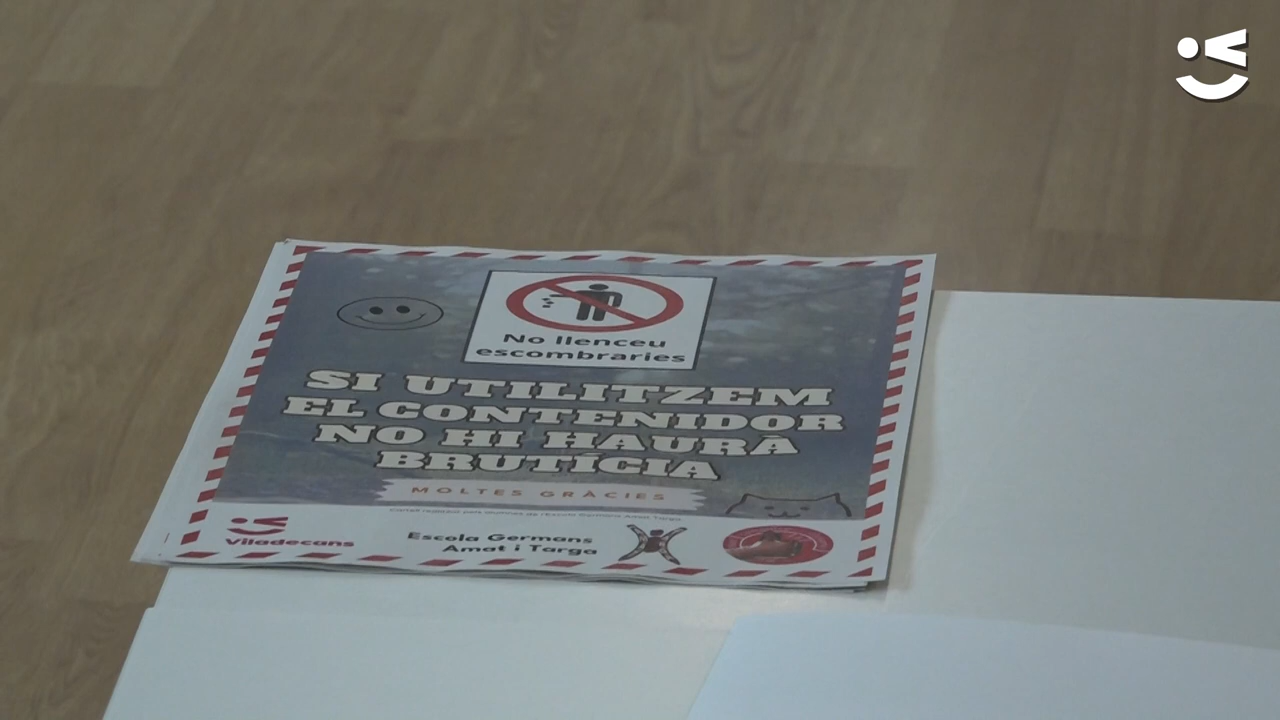 No llenceu
escombraries
SI UTILITZEM
EL CONTENIDOR
NO HI HAURÀ
BRUTÍCIA
MOLTES GRÀCIES
Viladecans
Escola Germans
Amat i Targa